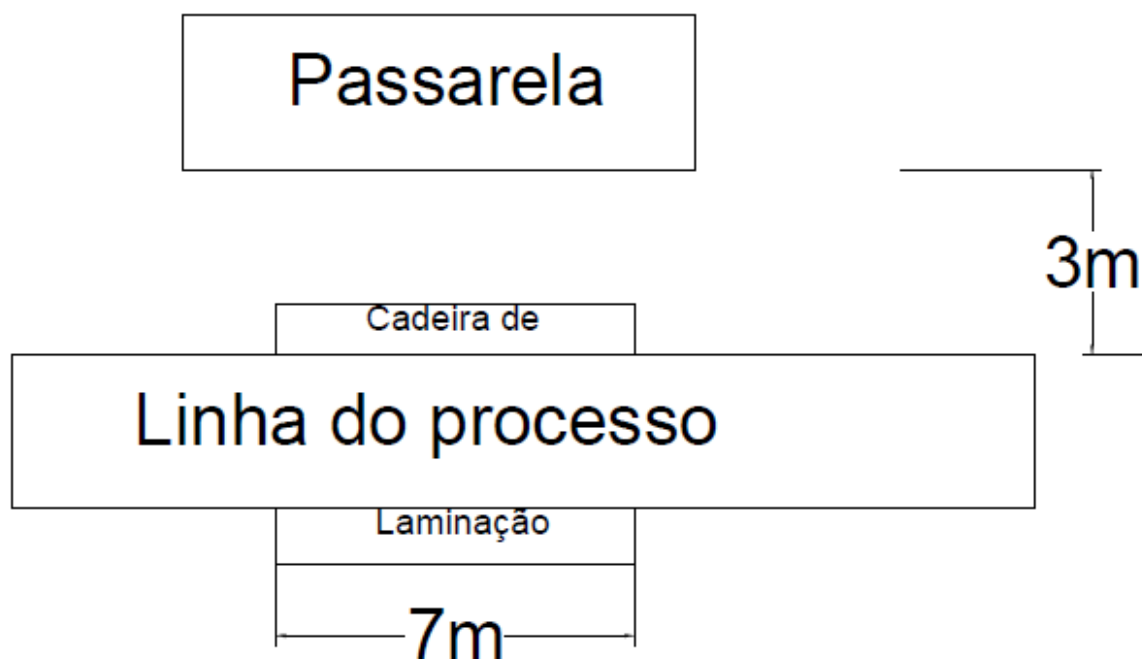 Passarela
3m
Cadeira de
Linha do processo
Laminação
7m